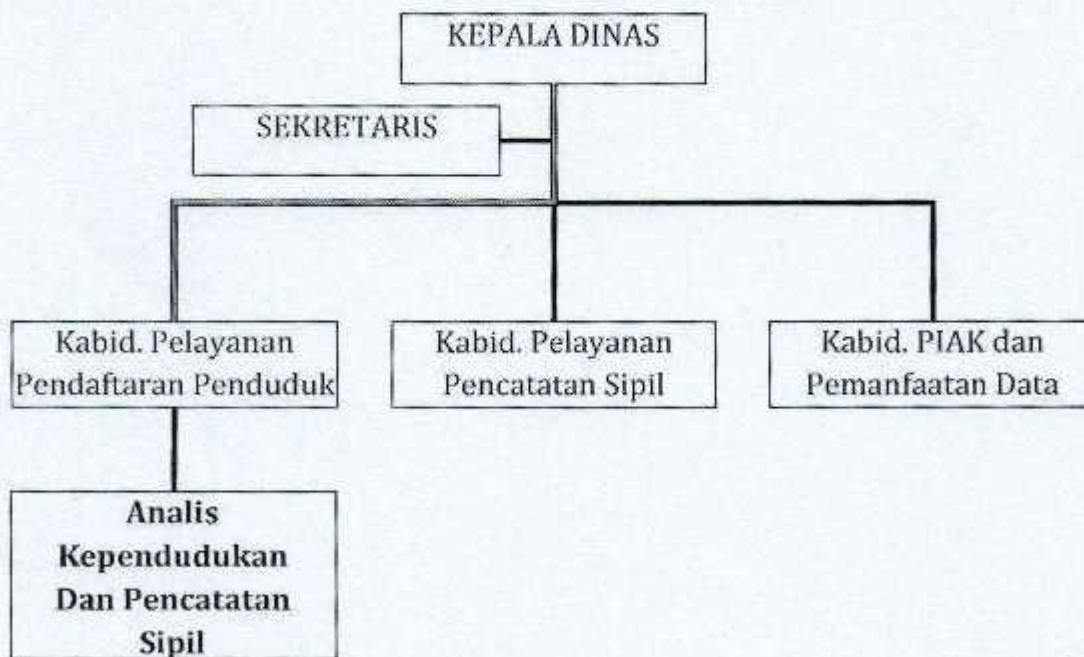 KEPALA DINAS
SEKRETARIS
Kabid. Pelayanan
Pendaftaran Penduduk
Kabid. Pelayanan
Pencatatan Sipil
Kabid. PIAK dan
Pemanfaatan Data
Analis
Kependudukan
Dan Pencatatan
Sipil